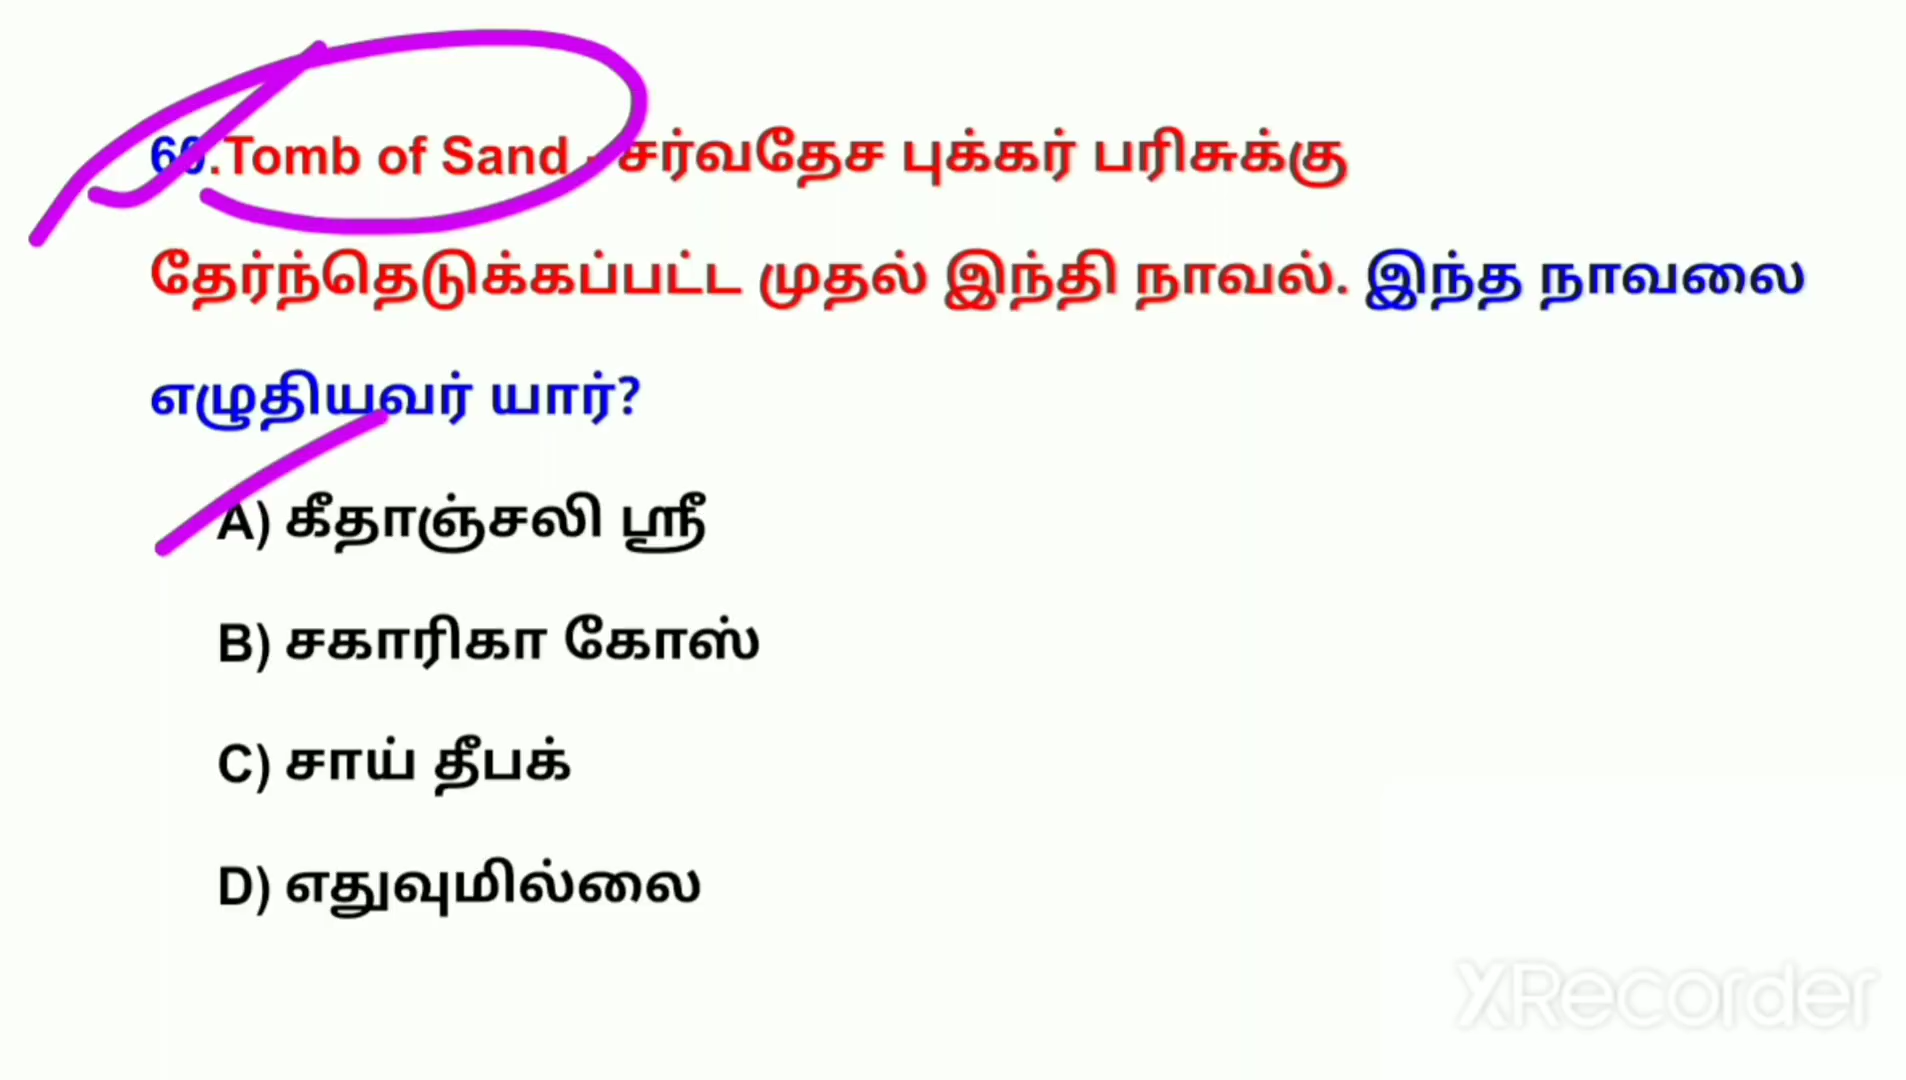 60.Tomb of Sand - சர்வதேச புக்கர் பரிசுக்கு
தேர்ந்தெடுக்கப்பட்ட முதல் இந்தி நாவல். இந்த நாவலை
எழுதியவர் யார்?
A) கீதாஞ்சலி ஸ்ரீ
B) சகாரிகா கோஸ்
C) சாய் தீபக்
D) எதுவுமில்லை
XRecorder